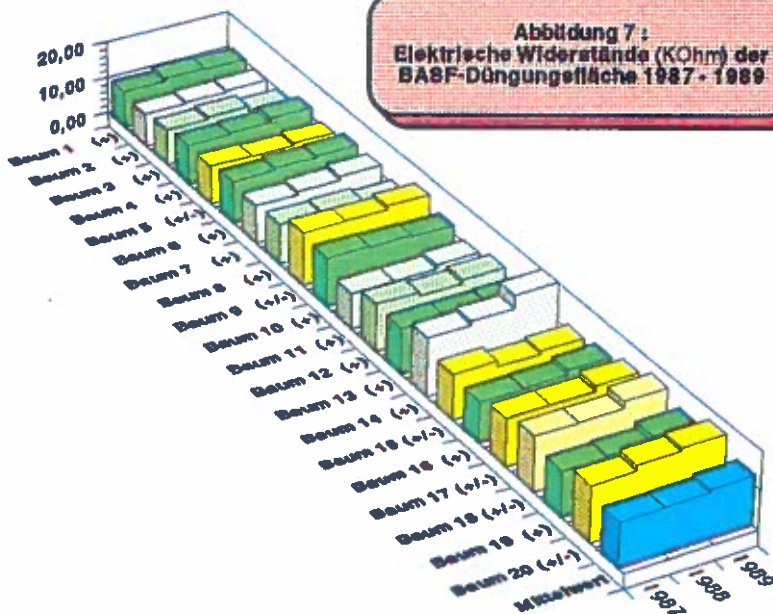 Abbildung 7 :
Elektrische Widerstände (KOhm) der
BASF-Düngungsfläche 1987 - 1989
20,00
10,00
0,00
Baum 1 (+)
Baum 2 (+)
Baum 3 (+)
Baum 4 (+)
Baum 5 (+/-)
Baum 6 (+)
Baum 7 (+)
Baum 8 (+)
Baum 9 (+/-)
Baum 10 (+)
Baum 11 (+)
Baum 12 (+)
Baum 13 (+)
Baum 14 (+)
Baum 15 (+/-)
Baum 16 (+)
Baum 17 (+/-)
Baum 18 (+/-)
Baum 19 (+)
Baum 20 (+/-)
Mittelwert
1987
1988
1989